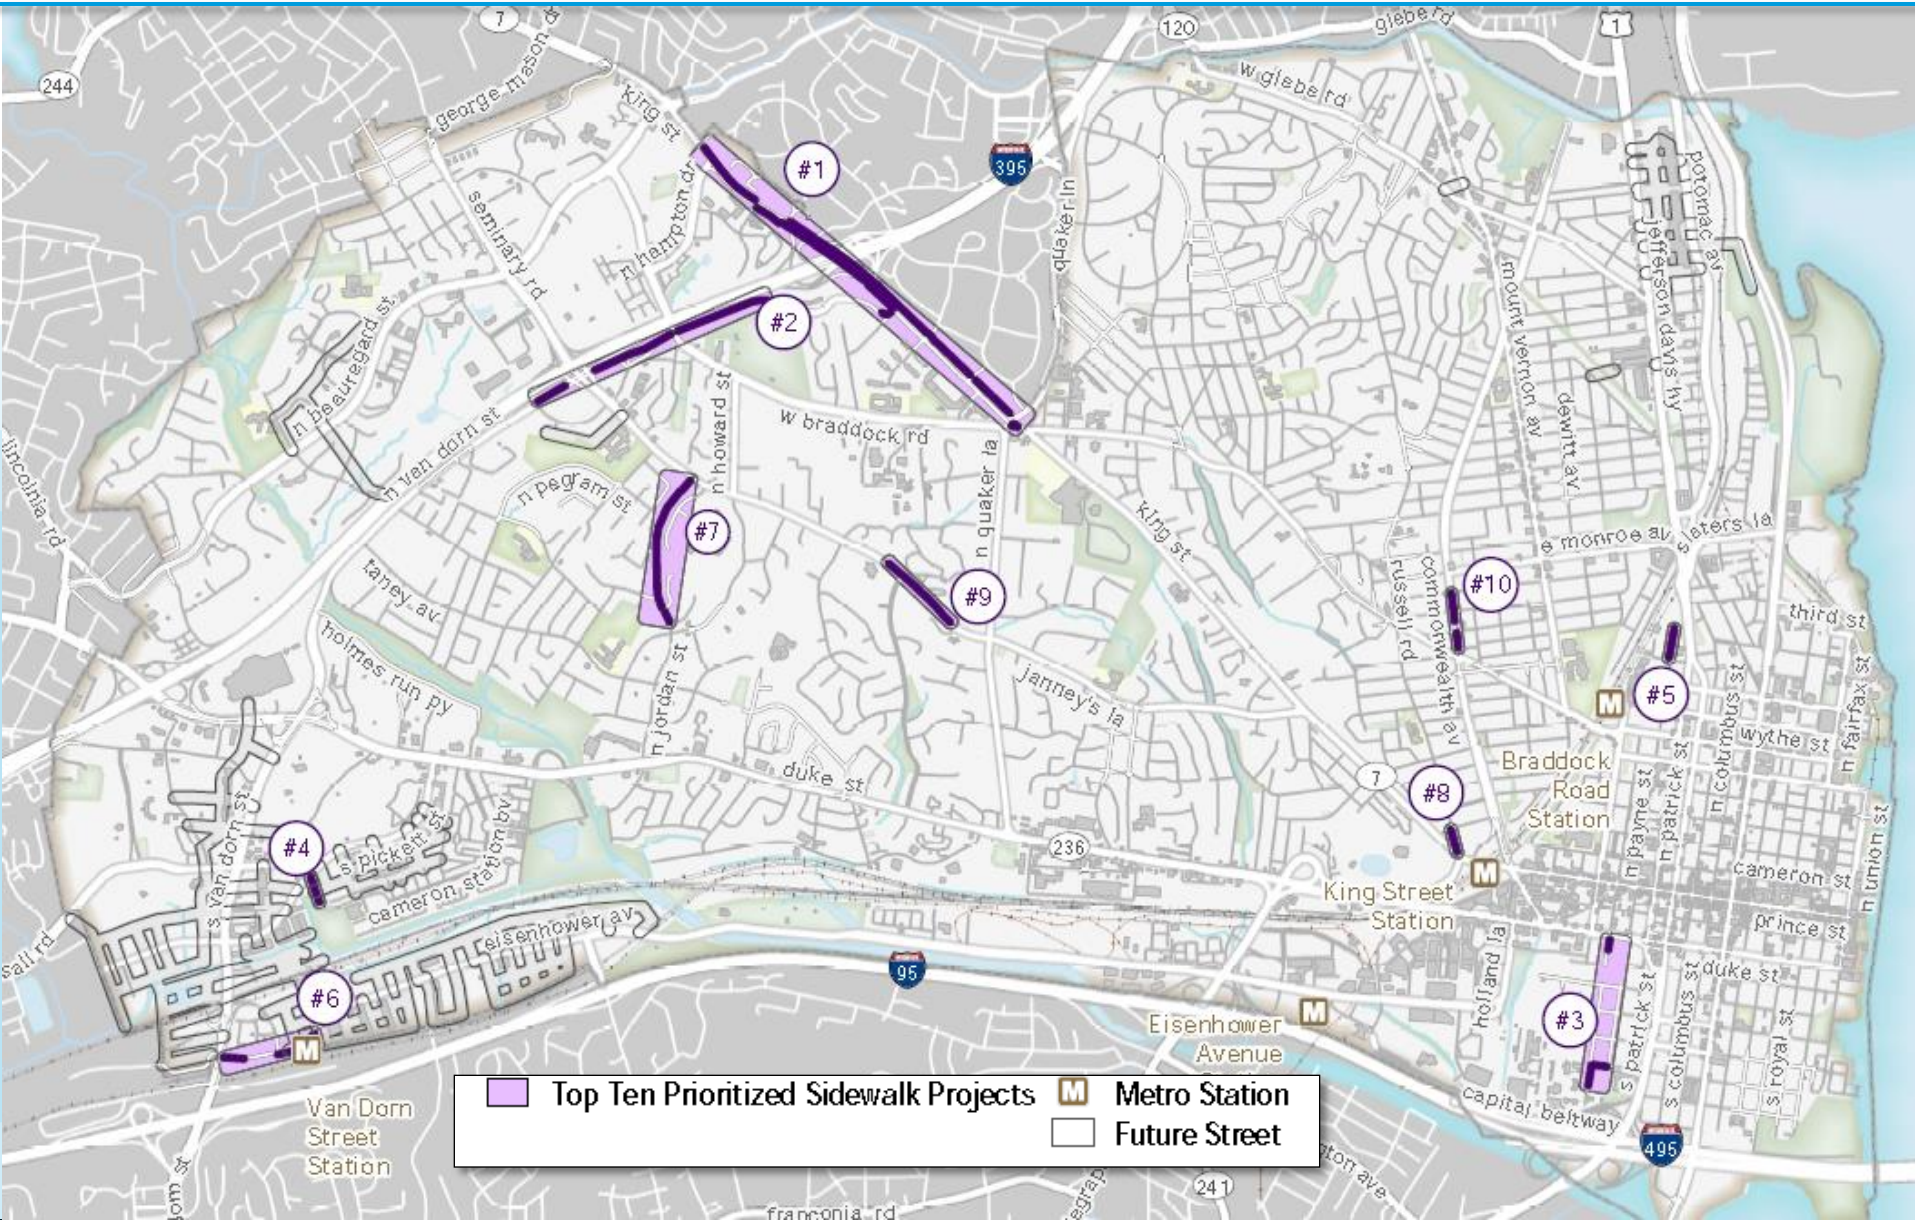 7
120
glebe rd
1
244
george mason dr
king st
w glebe rd
#1
395
n hampton dr
seminary rd
quaker ln
potomac av
jefferson davis hy
n beauregard st
#2
mount vernon av
n van dorn st
n howard st
w braddock rd
dewitt av
lincolnia rd
n pegram st
#7
n quaker la
king st
e monroe av
slaters la
taney av
#9
russell rd
commonwealth av
#10
third st
holmes run py
n jordan st
janney's la
#5
n columbus st
n fairfax st
wythe st
duke st
7
Braddock
Road
Station
#8
n payne st
n patrick st
n union st
s van dorn st
#4
s pickett st
cameron station bv
236
King Street
Station
cameron st
prince st
eisenhower av
95
holland la
duke st
#6
#3
s patrick st
s columbus st
s royal st
Eisenhower
Avenue
capital beltway
495
Van Dorn
Street
Station
Top Ten Prioritized Sidewalk Projects
Metro Station
Future Street
241
franconia rd